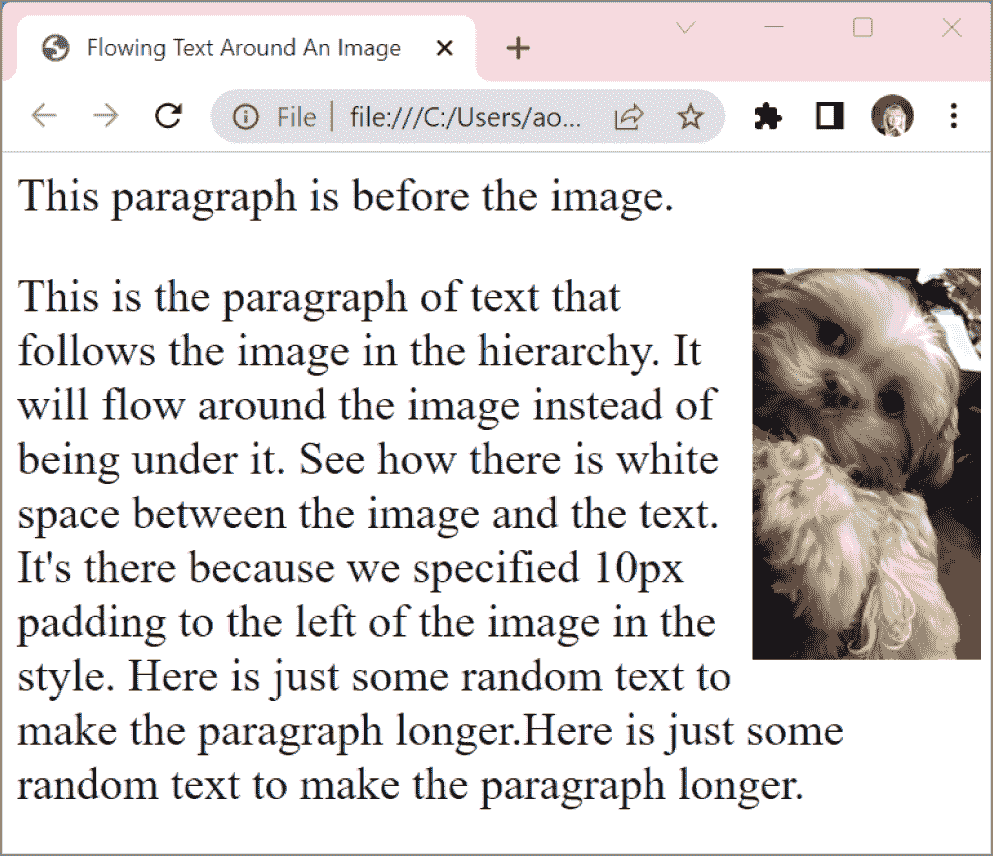 Flowing Text Around An Image
File file:///C:/Users/ao...
This paragraph is before the image.
This is the paragraph of text that
follows the image in the hierarchy. It
will flow around the image instead of
being under it. See how there is white
space between the image and the text.
It's there because we specified 10px
padding to the left of the image in the
style. Here is just some random text to
make the paragraph longer.Here is just some
random text to make the paragraph longer.